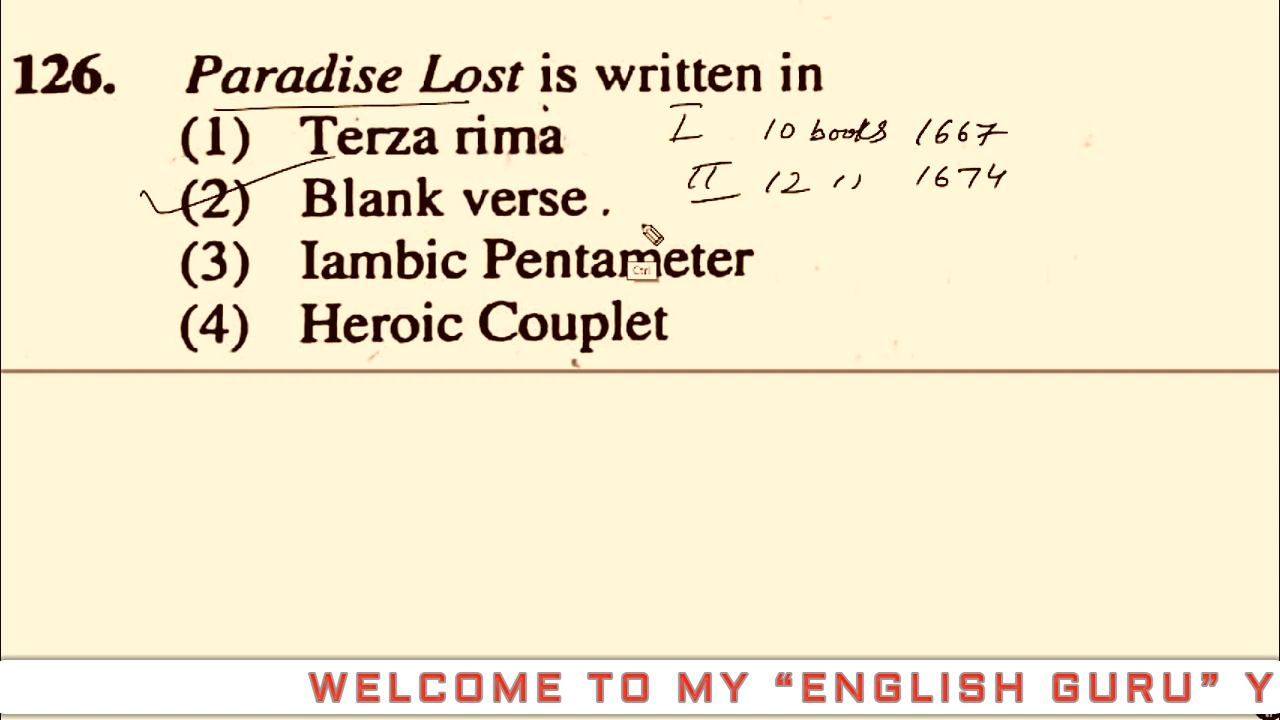 126. Paradise Lost is written in
(1) Terza rima
I 10 books 1667
(2) Blank verse .
II 12 ,, 1674
(3) Iambic Pentameter
Ctrl
(4) Heroic Couplet
WELCOME TO MY “ENGLISH GURU” Y